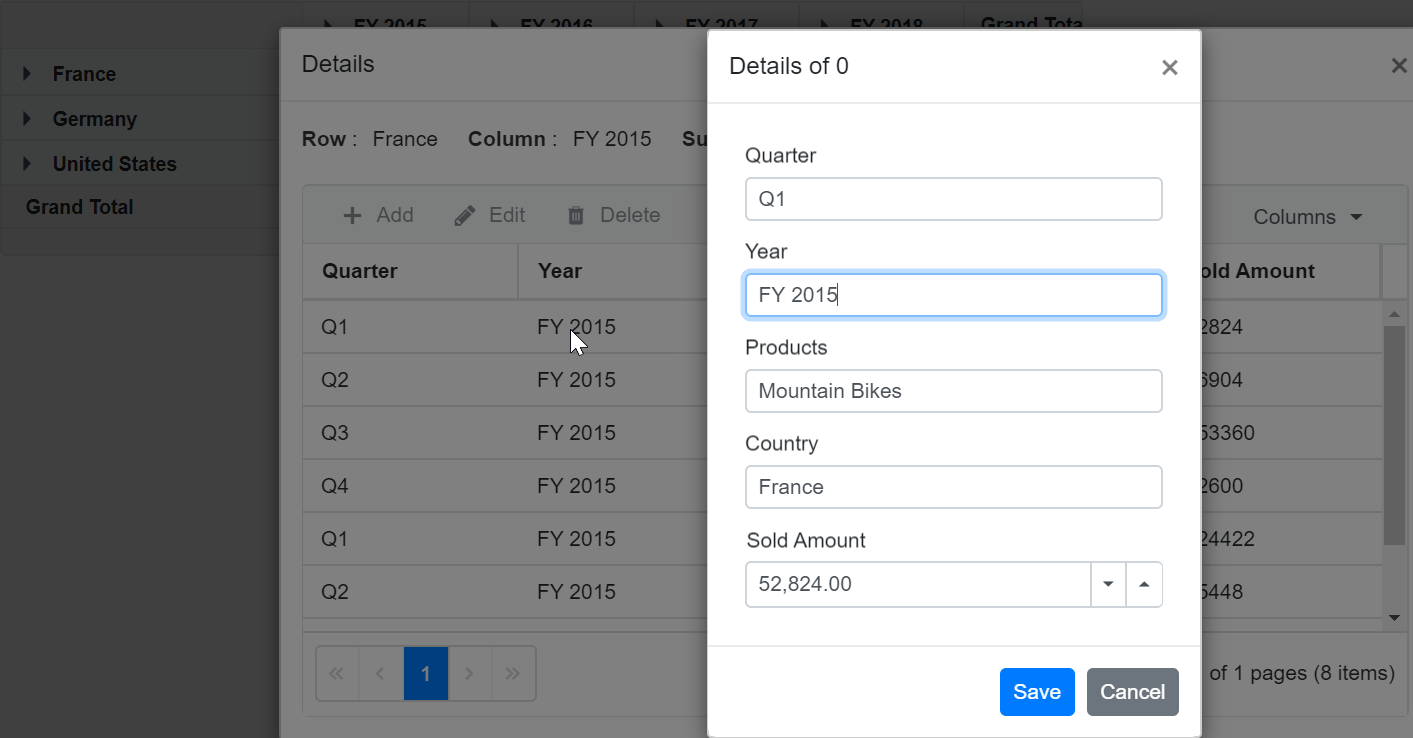 FY 2015 FY 2016 FY 2017 FY 2018 Grand Tota
France
Germany
United States
Grand Total
Details
Row : France Column : FY 2015 Su
Add Edit Delete
Columns
Quarter Year old Amount
Q1 FY 2015 2824
Q2 FY 2015 6904
Q3 FY 2015 53360
Q4 FY 2015 2600
Q1 FY 2015 24422
Q2 FY 2015 5448
1
of 1 pages (8 items)
Details of 0
Quarter
Q1
Year
FY 2015
Products
Mountain Bikes
Country
France
Sold Amount
52,824.00
Save Cancel